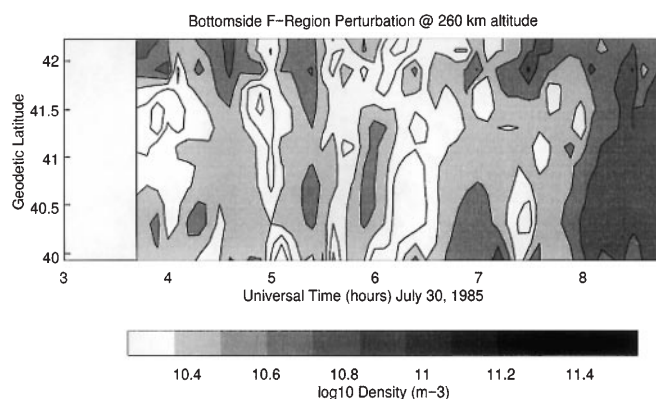 Bottomside F-Region Perturbation @ 260 km altitude
Geodetic Latitude
42
41.5
41
40.5
40
3 4 5 6 7 8
Universal Time (hours) July 30, 1985
10.4 10.6 10.8 11 11.2 11.4
log10 Density (m-3)